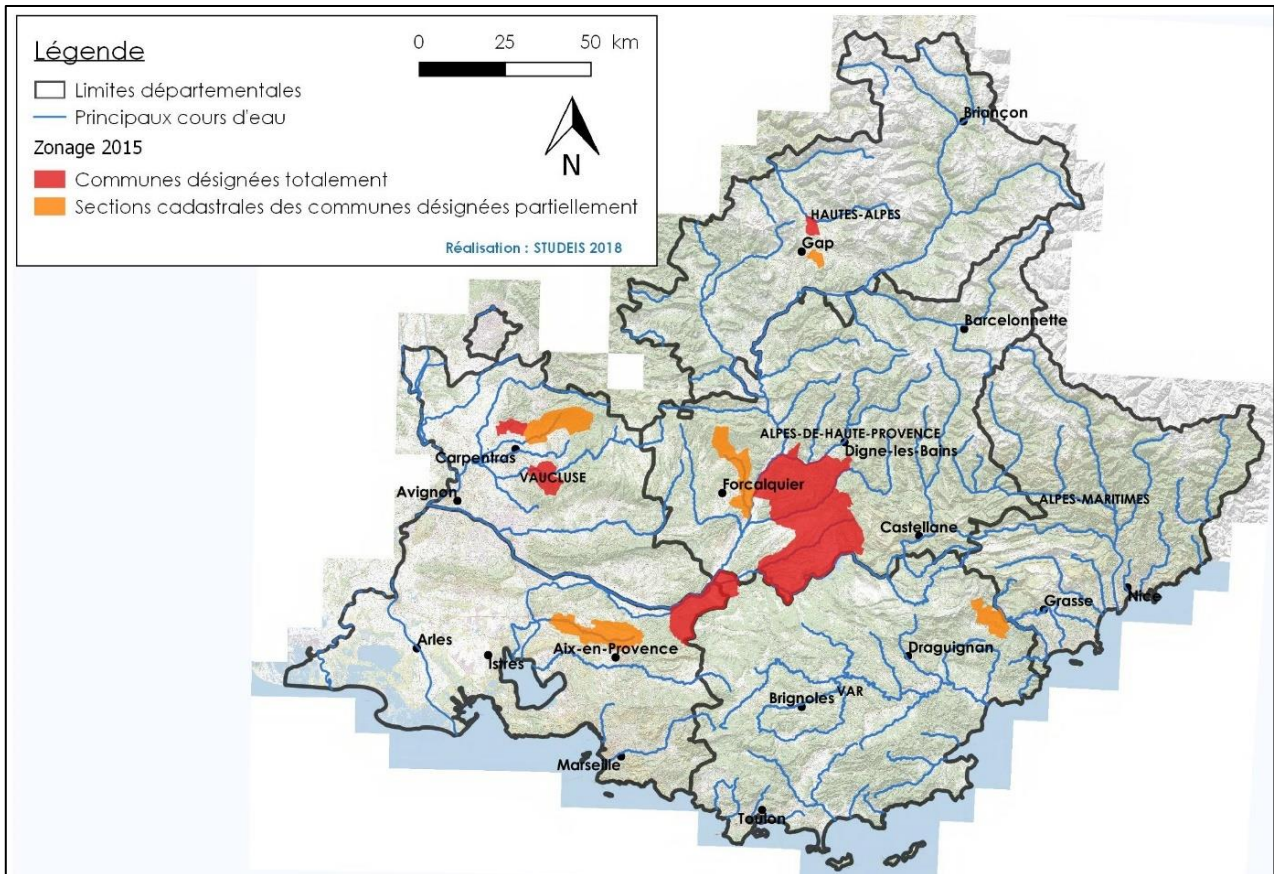 Légende
0 25 50 km
Limites départementales
Principaux cours d'eau
Zonage 2015
Communes désignées totalement
Sections cadastrales des communes désignées partiellement
N
Réalisation : STUDEIS 2018
Briançon
HAUTES-ALPES
Gap
Barcelonnette
ALPES-DE-HAUTE-PROVENCE
Digne-les-Bains
Carpentras
VAUCLUSE
Forcalquier
Avignon
ALPES-MARITIMES
Castellane
Nice
Grasse
Arles
Istres
Aix-en-Provence
Draguignan
Brignoles
VAR
Marseille
Toulon